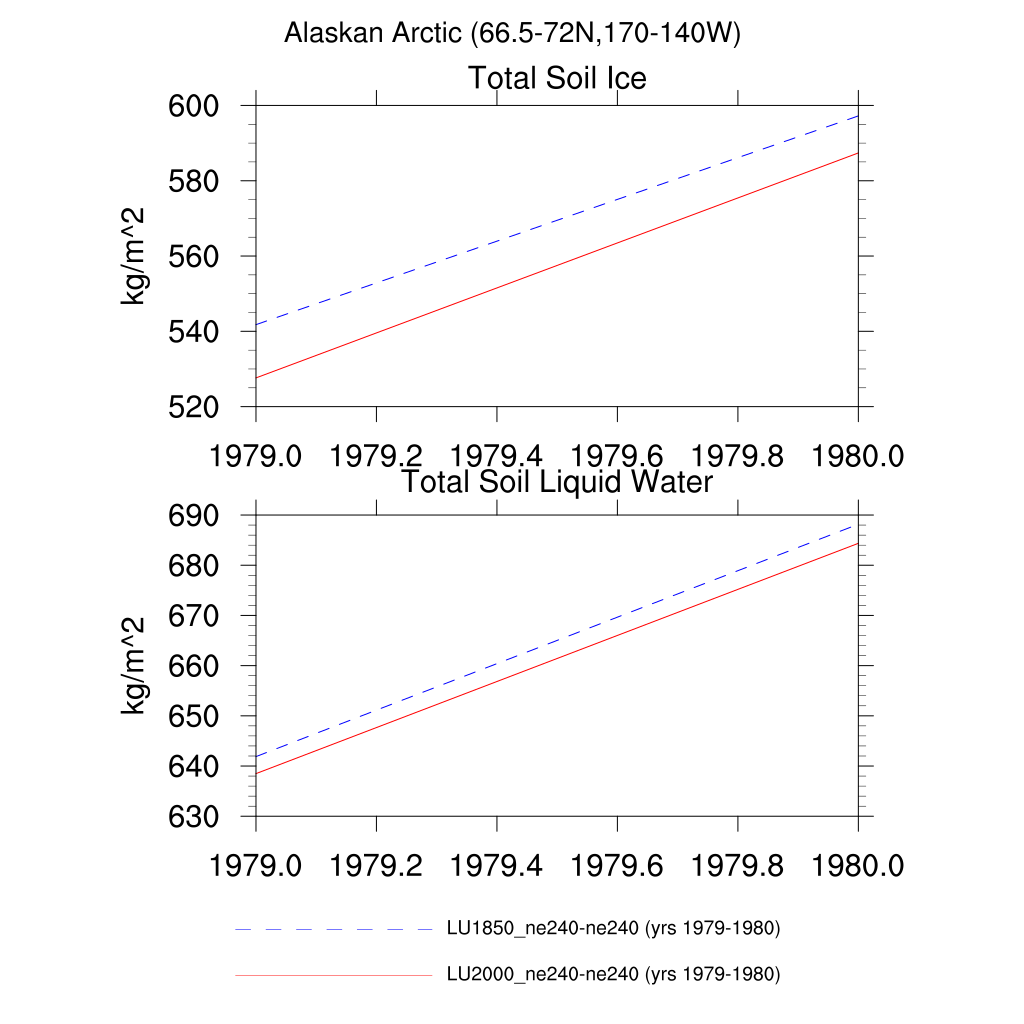 Alaskan Arctic (66.5-72N,170-140W)
Total Soil Ice
600
580
560
540
520
kg/m^2
1979.0 1979.2 1979.4 1979.6 1979.8 1980.0
Total Soil Liquid Water
690
680
670
660
650
640
630
kg/m^2
1979.0 1979.2 1979.4 1979.6 1979.8 1980.0
LU1850_ne240-ne240 (yrs 1979-1980)
LU2000_ne240-ne240 (yrs 1979-1980)